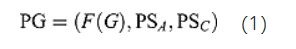 PG = (F(G), PS_A, PS_C) (1)